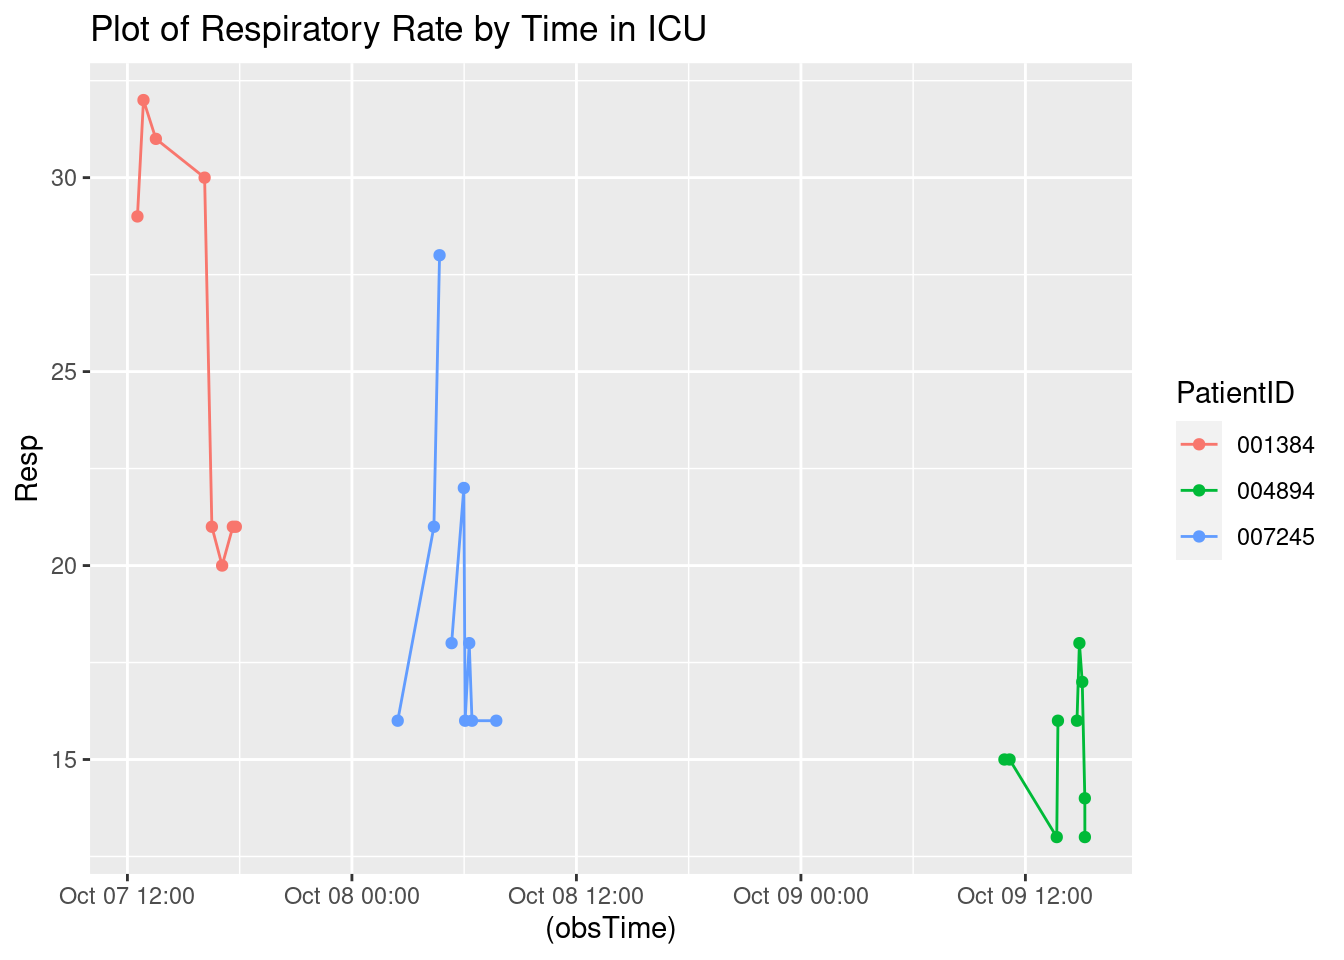 Plot of Respiratory Rate by Time in ICU
Resp
30
25
20
15
Oct 07 12:00
Oct 08 00:00
Oct 08 12:00
Oct 09 00:00
Oct 09 12:00
(obsTime)
PatientID
001384
004894
007245